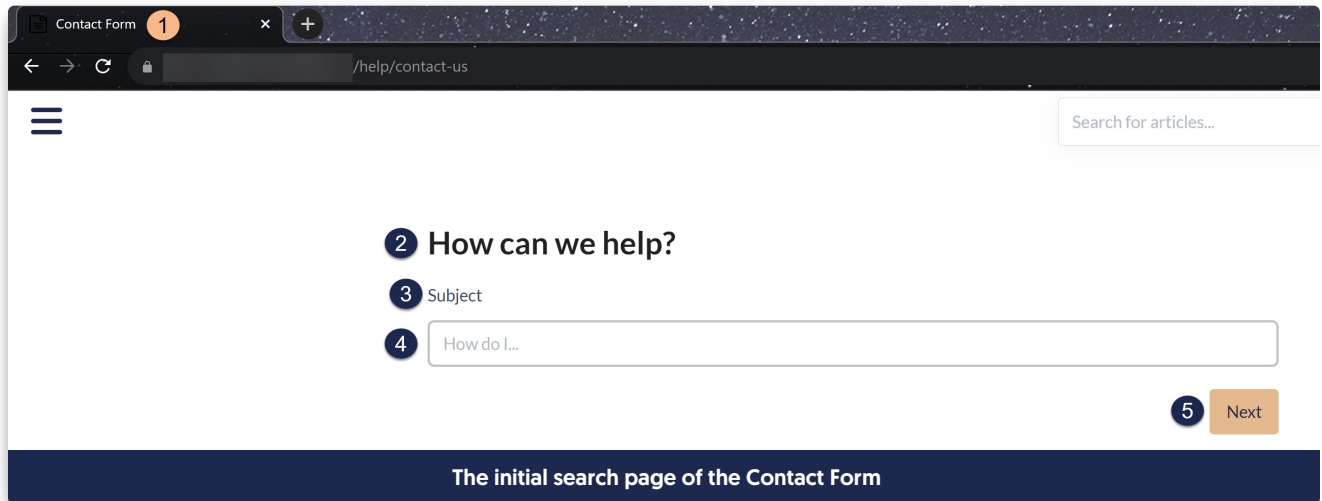 Contact Form 1
/help/contact-us
Search for articles...
2 How can we help?
3 Subject
4 How do I...
5 Next
The initial search page of the Contact Form